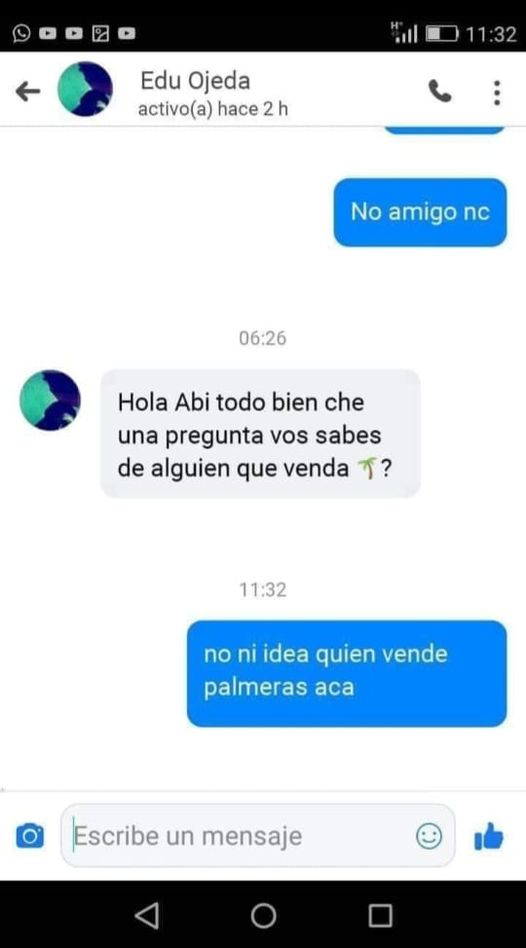 11:32
Edu Ojeda
activo(a) hace 2 h
No amigo nc
06:26
Hola Abi todo bien che
una pregunta vos sabes
de alguien que venda 🌴?
11:32
no ni idea quien vende
palmeras aca
Escribe un mensaje